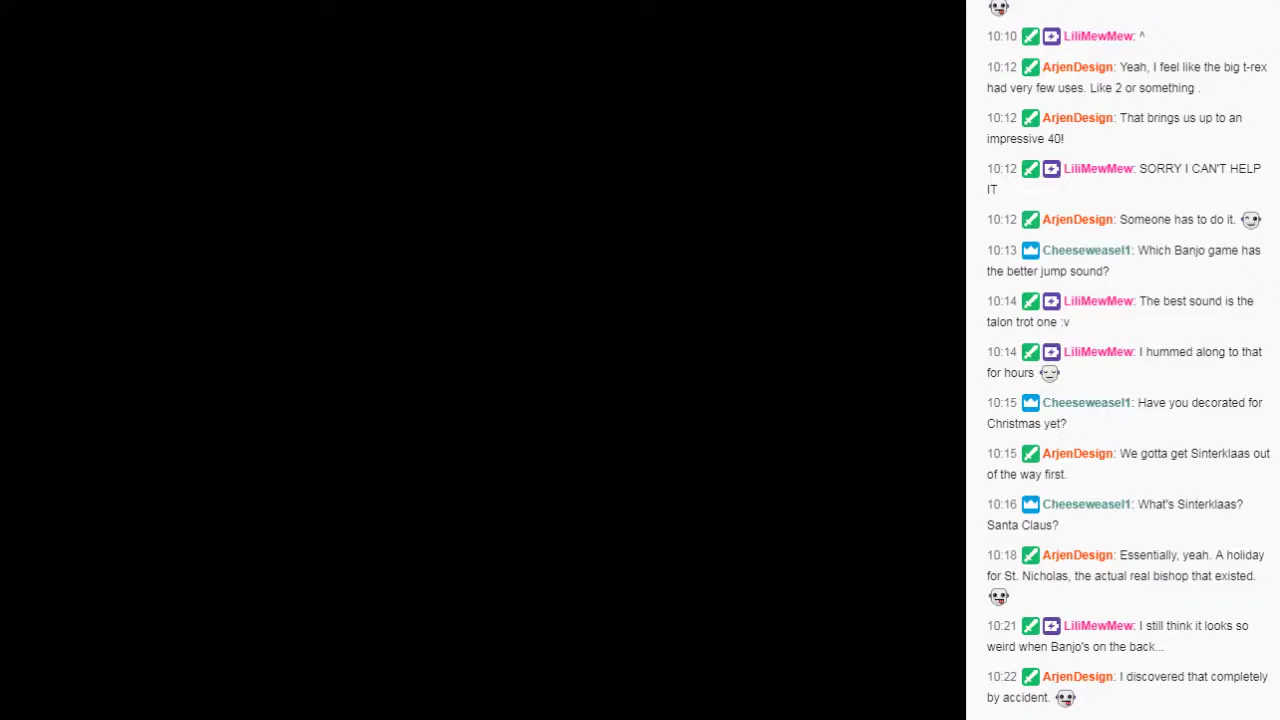 10:10 LiliMewMew: ^
10:12 ArjenDesign: Yeah, I feel like the big t-rex
had very few uses. Like 2 or something .
10:12 ArjenDesign: That brings us up to an
impressive 40!
10:12 LiliMewMew: SORRY I CAN'T HELP
IT
10:12 ArjenDesign: Someone has to do it.
10:13 Cheeseweasel1: Which Banjo game has
the better jump sound?
10:14 LiliMewMew: The best sound is the
talon trot one :v
10:14 LiliMewMew: I hummed along to that
for hours
10:15 Cheeseweasel1: Have you decorated for
Christmas yet?
10:15 ArjenDesign: We gotta get Sinterklaas out
of the way first.
10:16 Cheeseweasel1: What's Sinterklaas?
Santa Claus?
10:18 ArjenDesign: Essentially, yeah. A holiday
for St. Nicholas, the actual real bishop that existed.
10:21 LiliMewMew: I still think it looks so
weird when Banjo's on the back...
10:22 ArjenDesign: I discovered that completely
by accident.